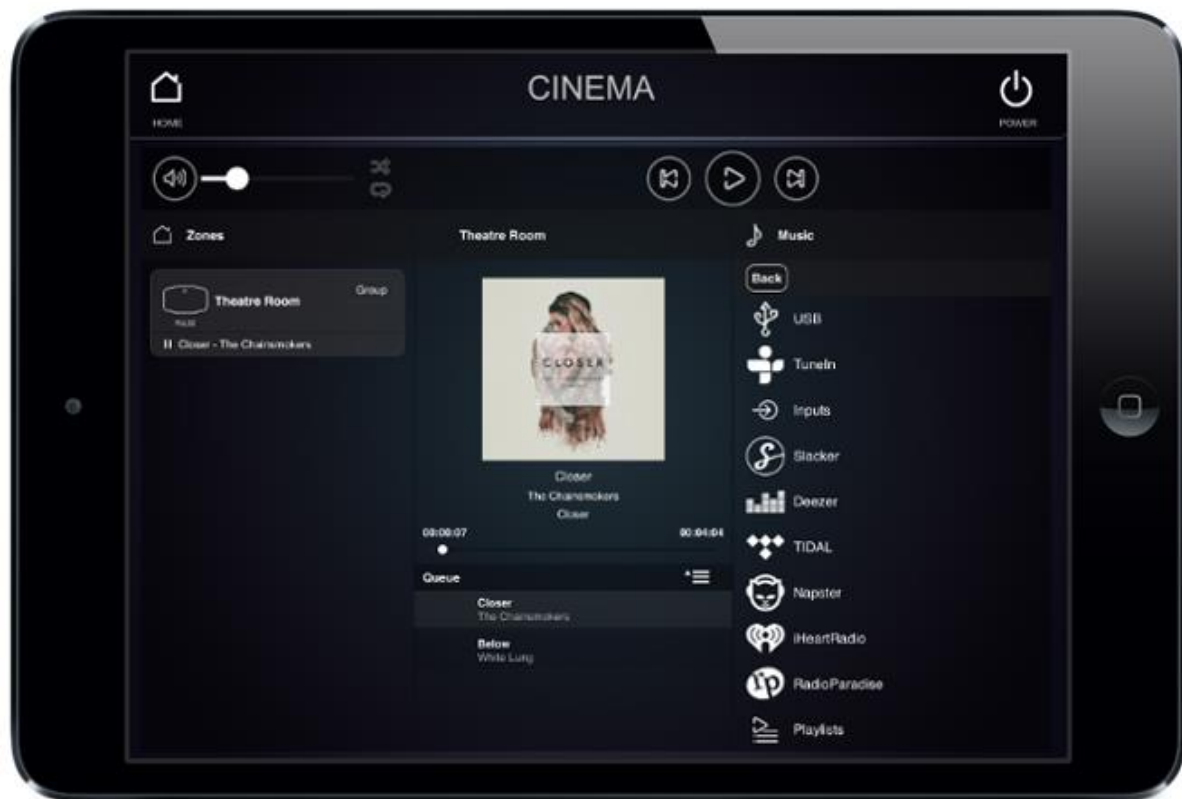 CINEMA
HOME
POWER
Zones
Theatre Room
Group
Closer - The Chainsmokers
Theatre Room
CLOSER
Closer
The Chainsmokers
Closer
00:00:07
00:04:04
Queue
Closer
The Chainsmokers
Below
White Lung
Music
Back
USB
TuneIn
Inputs
Slacker
Deezer
TIDAL
Napster
iHeartRadio
RadioParadise
Playlists